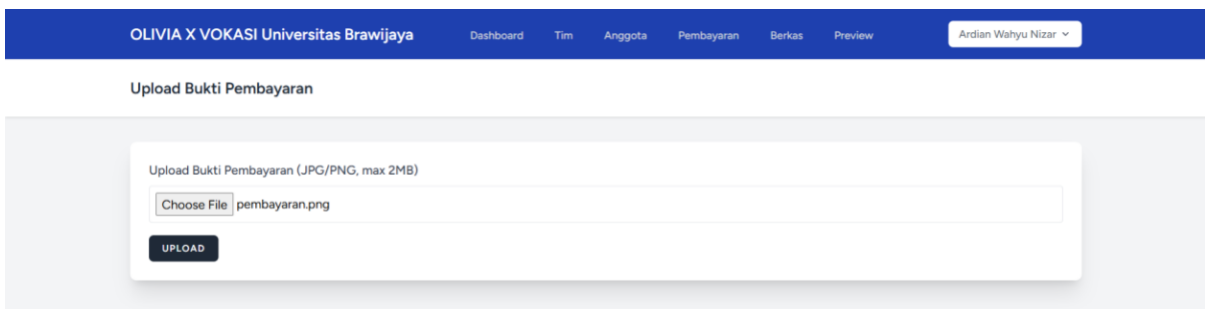 OLIVIA X VOKASI Universitas Brawijaya Dashboard Tim Anggota Pembayaran Berkas Preview Ardian Wahyu Nizar
Upload Bukti Pembayaran
Upload Bukti Pembayaran (JPG/PNG, max 2MB)
Choose File pembayaran.png
UPLOAD